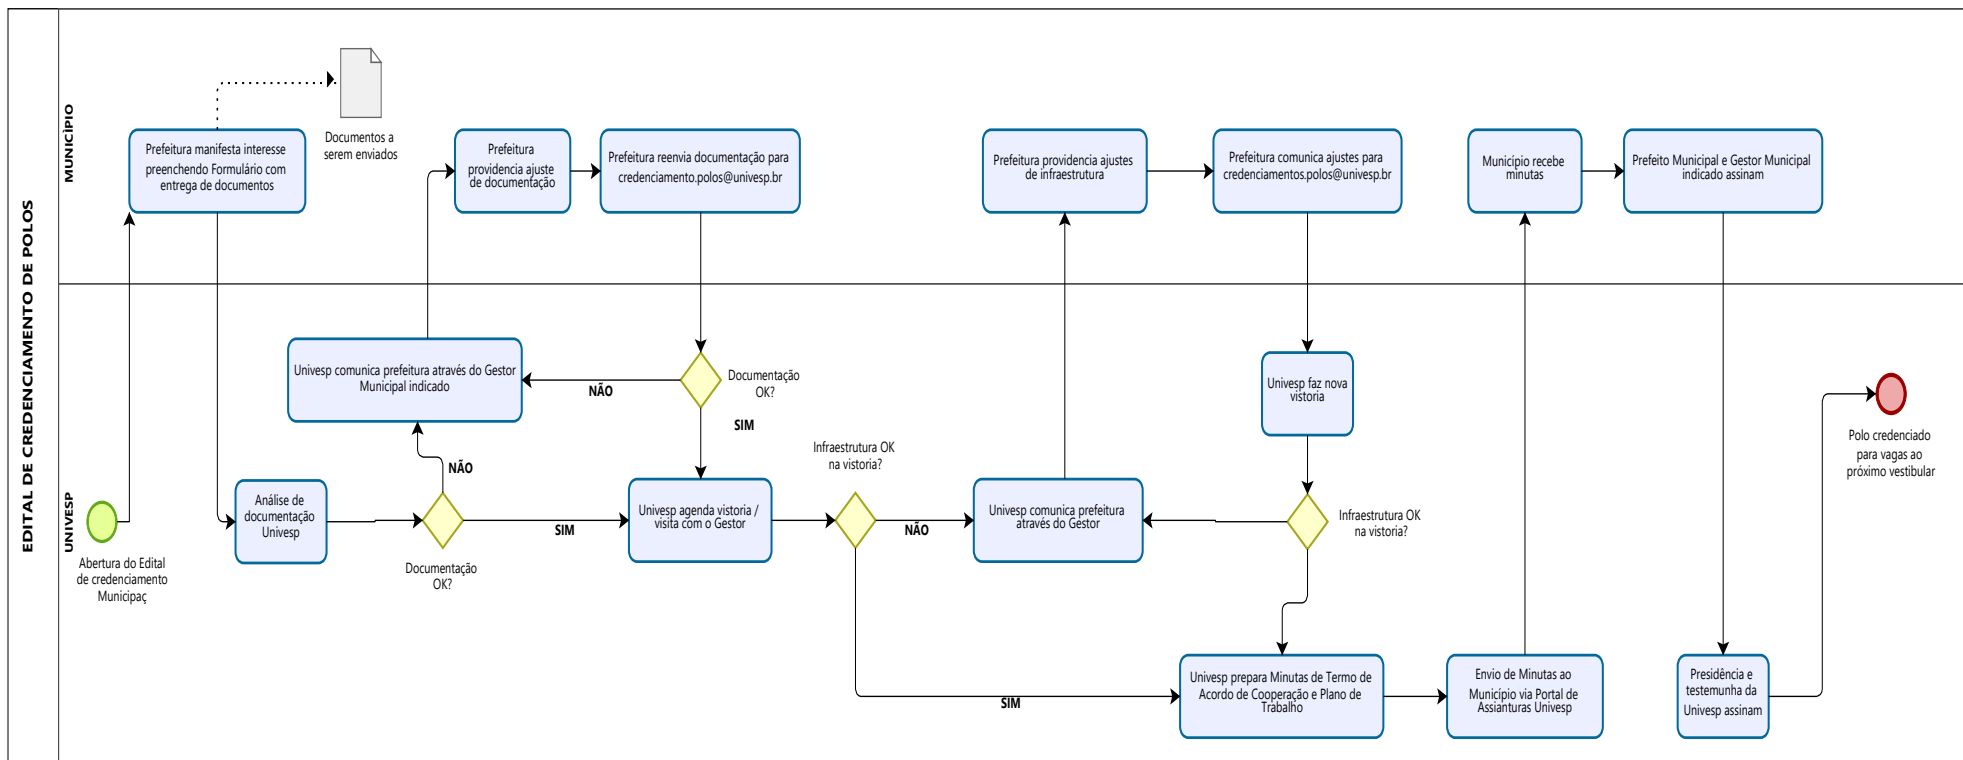 EDITAL DE CREDENCIAMENTO DE POLOS
MUNICÍPIO
Prefeitura manifesta interesse
preenchendo Formulário com
entrega de documentos
Documentos a
serem enviados
Prefeitura
providencia ajuste
de documentação
Prefeitura reenvia documentação para
credenciamento.polos@univesp.br
Prefeitura providencia ajustes
de infraestrutura
Prefeitura comunica ajustes para
credenciamentos.polos@univesp.br
Município recebe
minutas
Prefeito Municipal e Gestor Municipal
indicado assinam
UNIVESP
Abertura do Edital
de credenciamento
Municipaç
Análise de
documentação
Univesp
Documentação
OK?
NÃO
SIM
Univesp comunica prefeitura através do Gestor
Municipal indicado
NÃO
Documentação
OK?
SIM
Univesp agenda vistoria /
visita com o Gestor
Infraestrutura OK
na vistoria?
NÃO
SIM
Univesp comunica prefeitura
através do Gestor
Univesp faz nova
vistoria
Infraestrutura OK
na vistoria?
Univesp prepara Minutas de Termo de
Acordo de Cooperação e Plano de
Trabalho
Envio de Minutas ao
Município via Portal de
Assianturas Univesp
Presidência e
testemunha da
Univesp assinam
Polo credenciado
para vagas ao
próximo vestibular